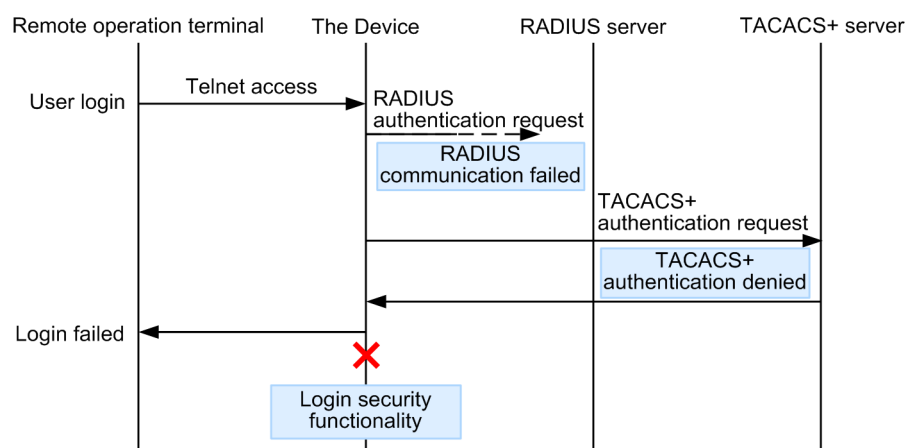 Remote operation terminal
The Device
RADIUS server
TACACS+ server
Telnet access
User login
RADIUS
authentication request
RADIUS
communication failed
TACACS+
authentication request
TACACS+
authentication denied
Login failed
Login security
functionality